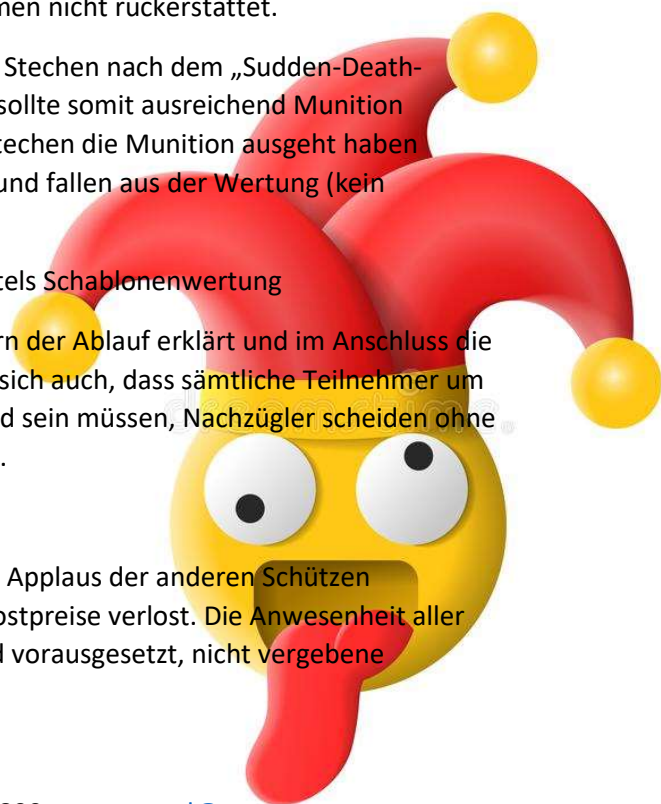 men nicht rückerstattet.
Stechen nach dem „Sudden-Death-
sollte somit ausreichend Munition
techen die Munition ausgeht haben
und fallen aus der Wertung (kein
tels Schablonenwertung
rn der Ablauf erklärt und im Anschluss die
sich auch, dass sämtliche Teilnehmer um
d sein müssen, Nachzügler scheiden ohne
.
Applaus der anderen Schützen
ostpreise verlost. Die Anwesenheit aller
d vorausgesetzt, nicht vergebene